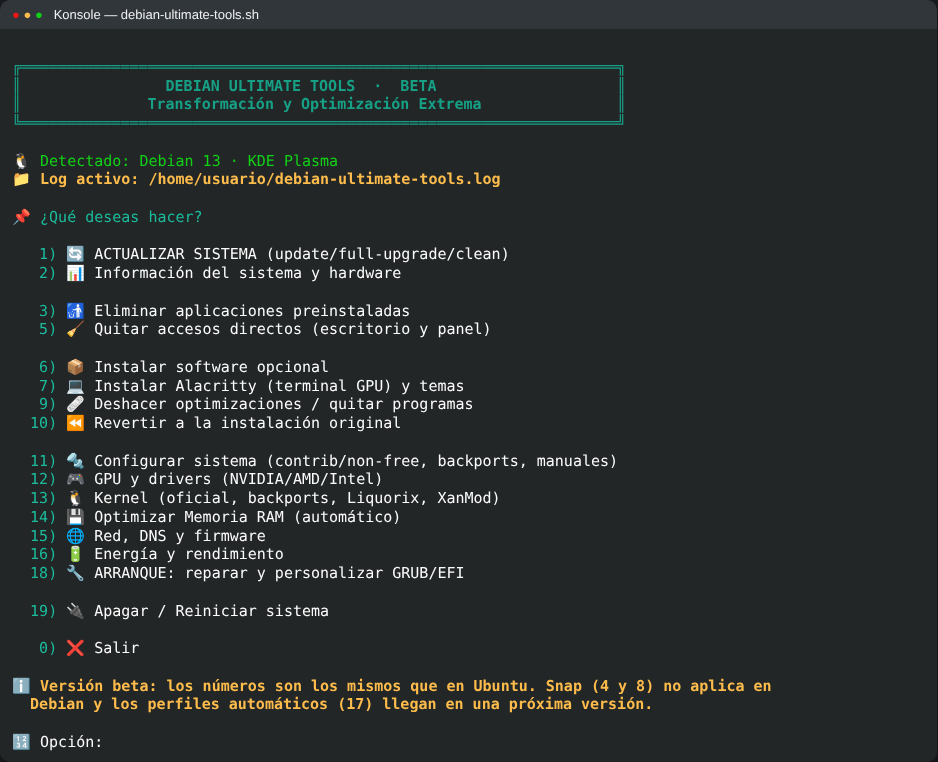 Konsole — debian-ultimate-tools.sh
DEBIAN ULTIMATE TOOLS · BETA
Transformación y Optimización Extrema
Detectado: Debian 13 · KDE Plasma
Log activo: /home/usuario/debian-ultimate-tools.log
¿Qué deseas hacer?
1) ACTUALIZAR SISTEMA (update/full-upgrade/clean)
2) Información del sistema y hardware
3) Eliminar aplicaciones preinstaladas
5) Quitar accesos directos (escritorio y panel)
6) Instalar software opcional
7) Instalar Alacritty (terminal GPU) y temas
9) Deshacer optimizaciones / quitar programas
10) Revertir a la instalación original
11) Configurar sistema (contrib/non-free, backports, manuales)
12) GPU y drivers (NVIDIA/AMD/Intel)
13) Kernel (oficial, backports, Liquorix, XanMod)
14) Optimizar Memoria RAM (automático)
15) Red, DNS y firmware
16) Energía y rendimiento
18) ARRANQUE: reparar y personalizar GRUB/EFI
19) Apagar / Reiniciar sistema
0) Salir
Versión beta: los números son los mismos que en Ubuntu. Snap (4 y 8) no aplica en
Debian y los perfiles automáticos (17) llegan en una próxima versión.
Opción: